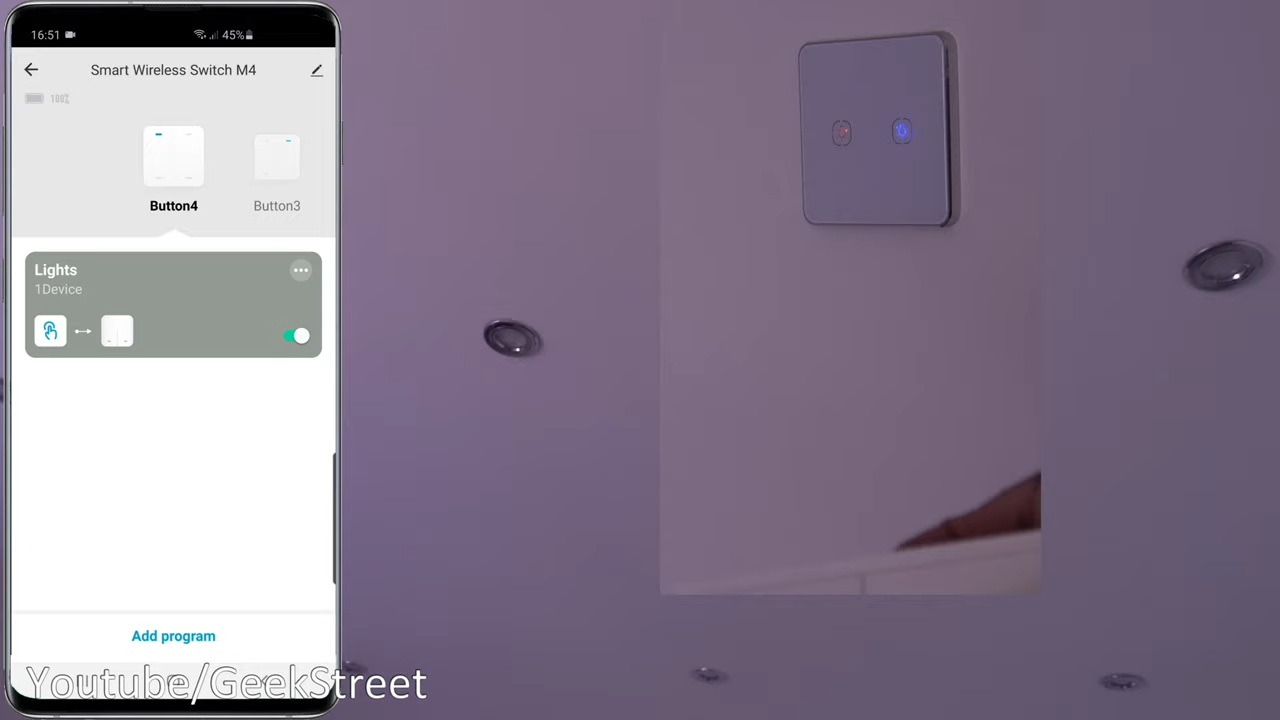 16:51
45%
Smart Wireless Switch M4
100%
Button4
Button3
Lights
1Device
Add program
Youtube/GeekStreet